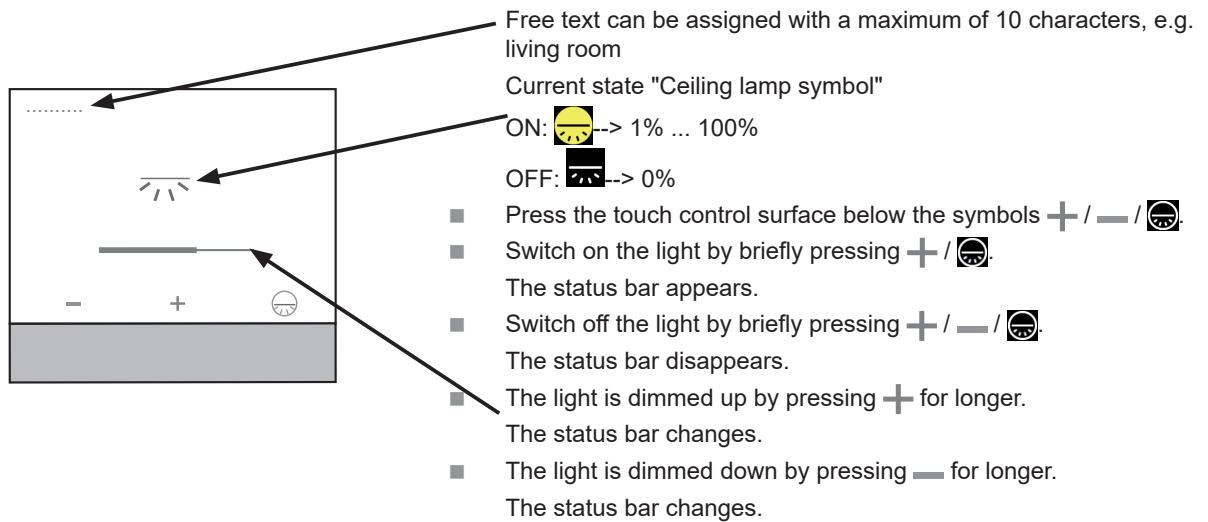 Free text can be assigned with a maximum of 10 characters, e.g.
living room
Current state "Ceiling lamp symbol"
ON: --> 1% ... 100%
OFF: --> 0%
Press the touch control surface below the symbols + / — / .
Switch on the light by briefly pressing + / .
The status bar appears.
Switch off the light by briefly pressing + / — / .
The status bar disappears.
The light is dimmed up by pressing + for longer.
The status bar changes.
The light is dimmed down by pressing — for longer.
The status bar changes.
..........
- +